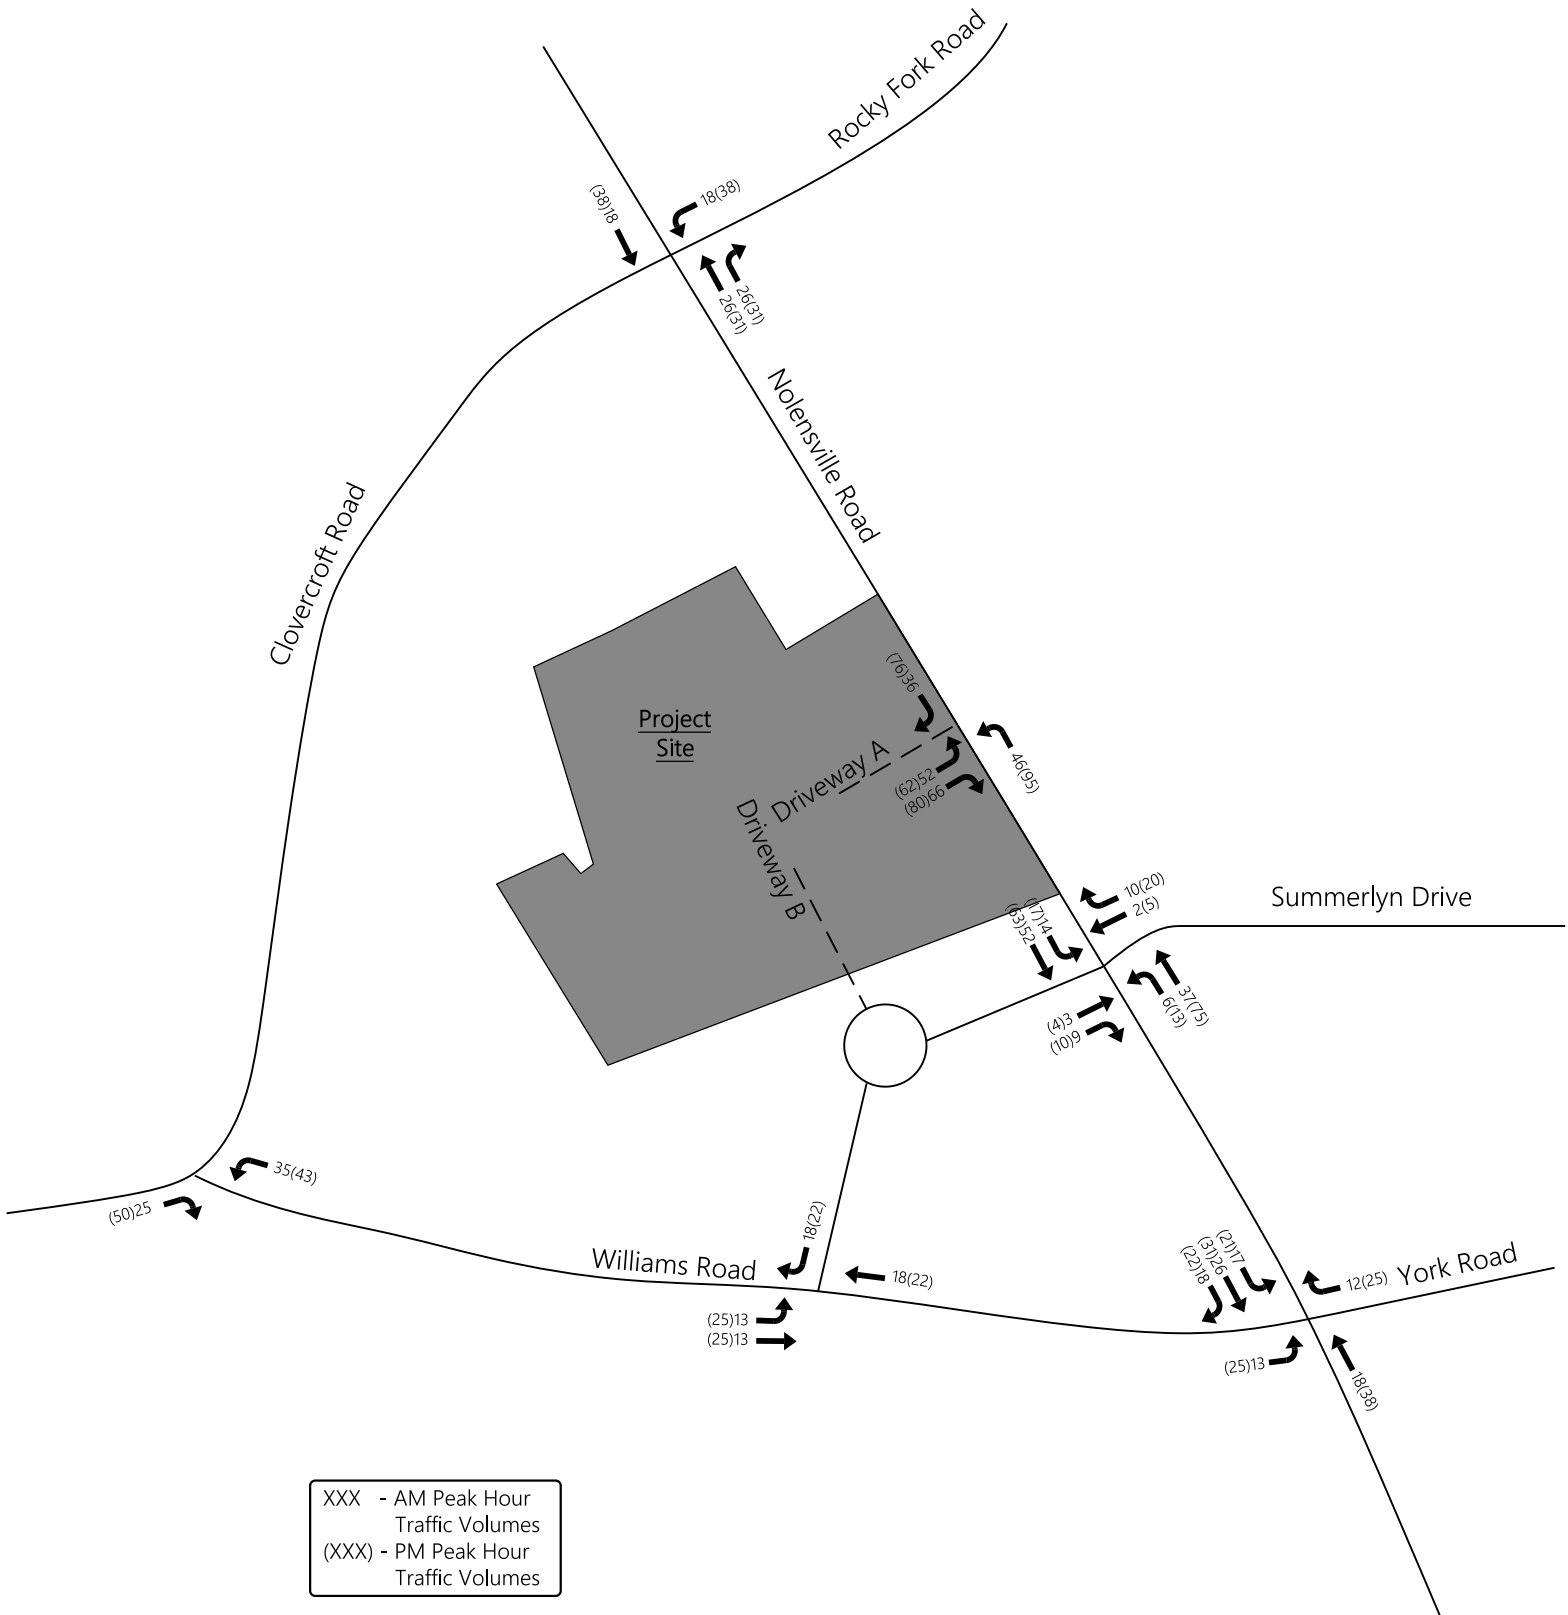 Rocky Fork Road
(38)18
18(38)
26(31)
26(31)
Nolensville Road
Clovercroft Road
(76)36
Project
Site
46(95)
Driveway A
(62)52
(80)66
Driveway B
10(20)
2(5)
Summerlyn Drive
(17)14
(63)52
37(75)
6(13)
(4)3
(10)9
35(43)
(50)25
18(22)
Williams Road
18(22)
(25)13
(25)13
(21)17
(31)26
(22)18
12(25)
York Road
(25)13
18(38)
XXX - AM Peak Hour
Traffic Volumes
(XXX) - PM Peak Hour
Traffic Volumes